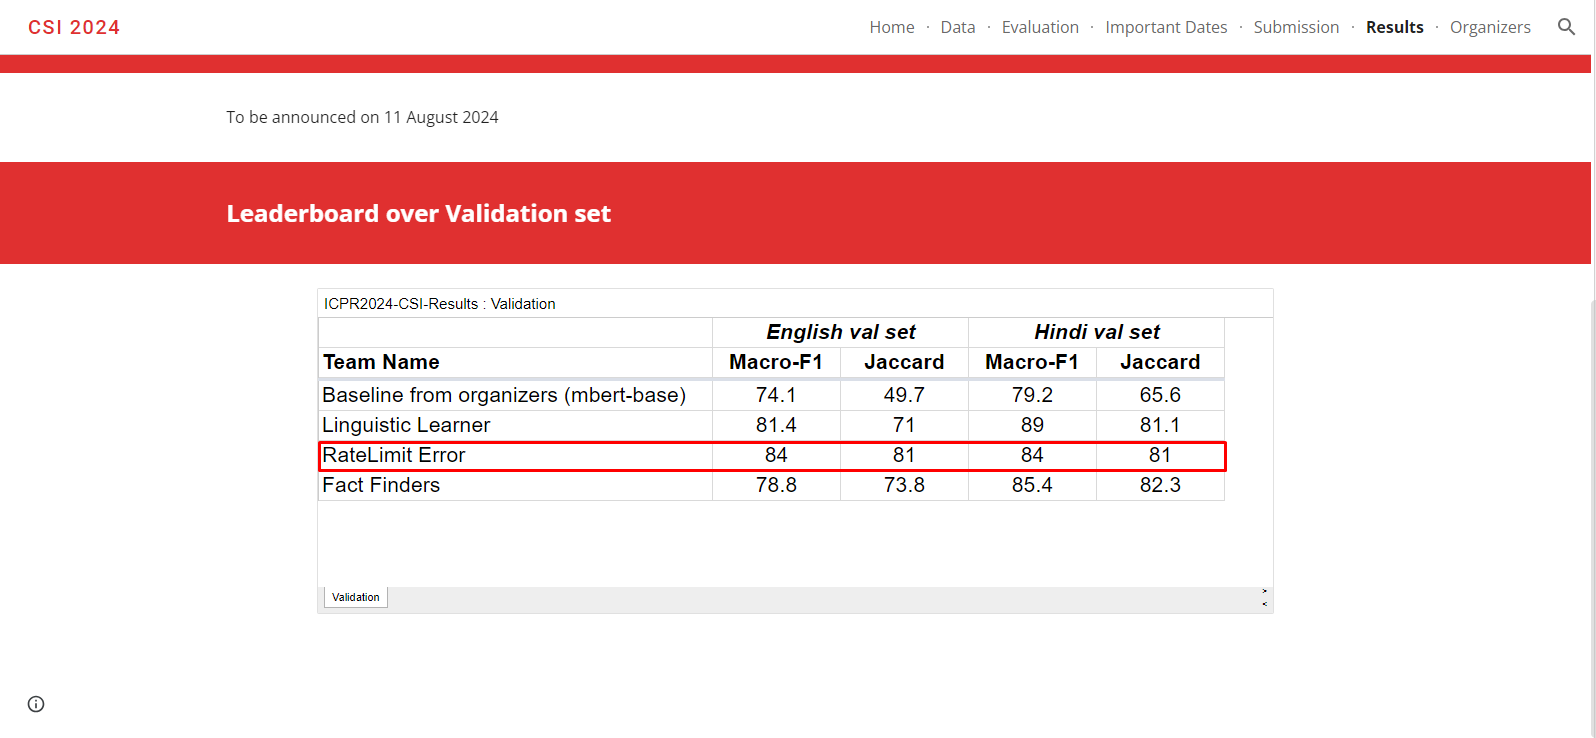 CSI 2024
Home · Data · Evaluation · Important Dates · Submission · Results · Organizers
To be announced on 11 August 2024
Leaderboard over Validation set
ICPR2024-CSI-Results : Validation
English val set Hindi val set
Team Name Macro-F1 Jaccard Macro-F1 Jaccard
Baseline from organizers (mbert-base) 74.1 49.7 79.2 65.6
Linguistic Learner 81.4 71 89 81.1
RateLimit Error 84 81 84 81
Fact Finders 78.8 73.8 85.4 82.3
Validation